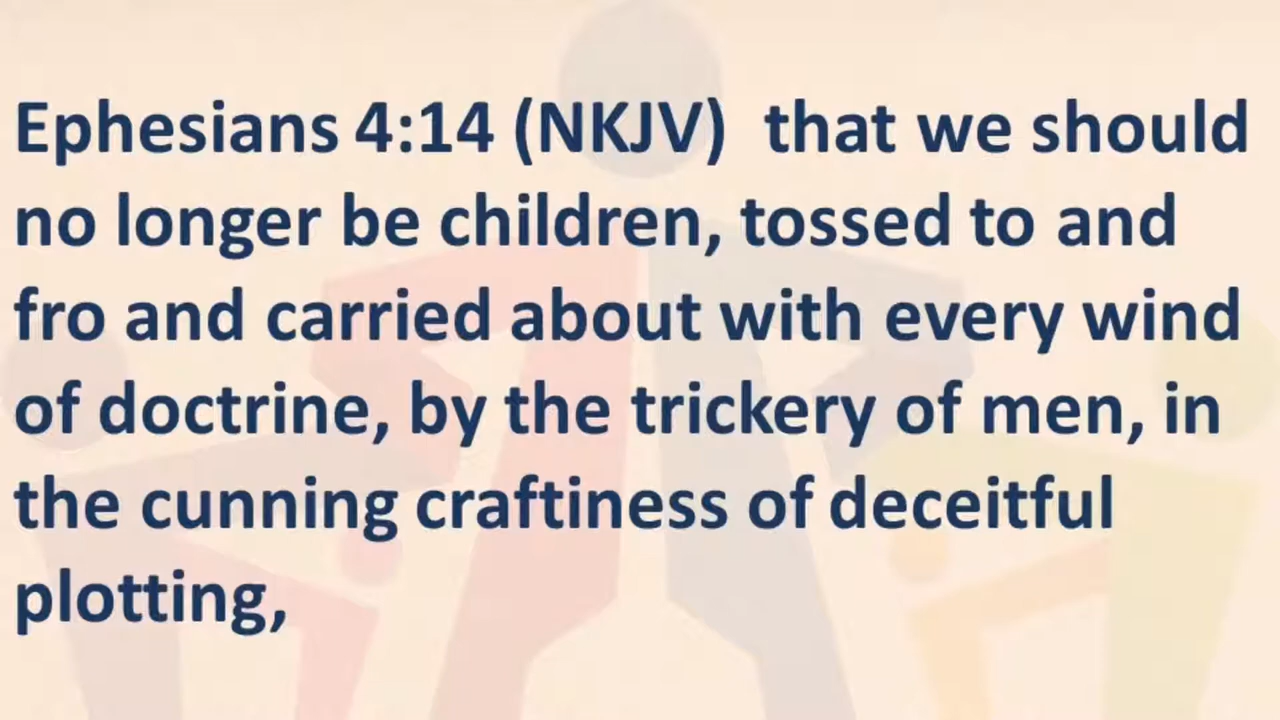 Ephesians 4:14 (NKJV)  that we should
no longer be children, tossed to and
fro and carried about with every wind
of doctrine, by the trickery of men, in
the cunning craftiness of deceitful
plotting,